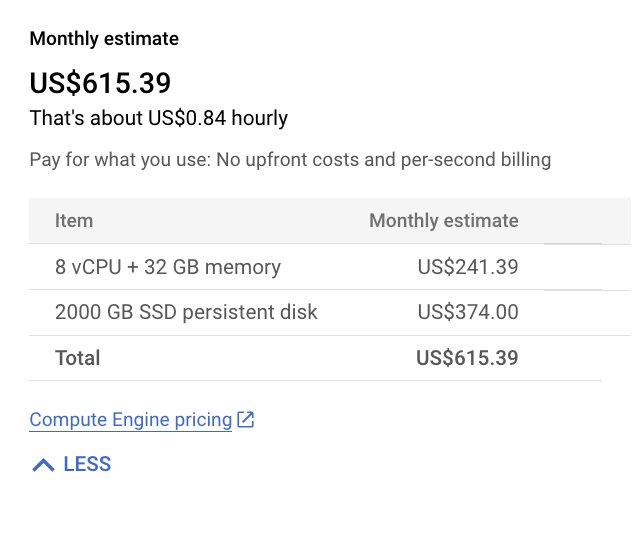 Monthly estimate
US$615.39
That's about US$0.84 hourly
Pay for what you use: No upfront costs and per-second billing
Item Monthly estimate
8 vCPU + 32 GB memory US$241.39
2000 GB SSD persistent disk US$374.00
Total US$615.39
Compute Engine pricing
LESS